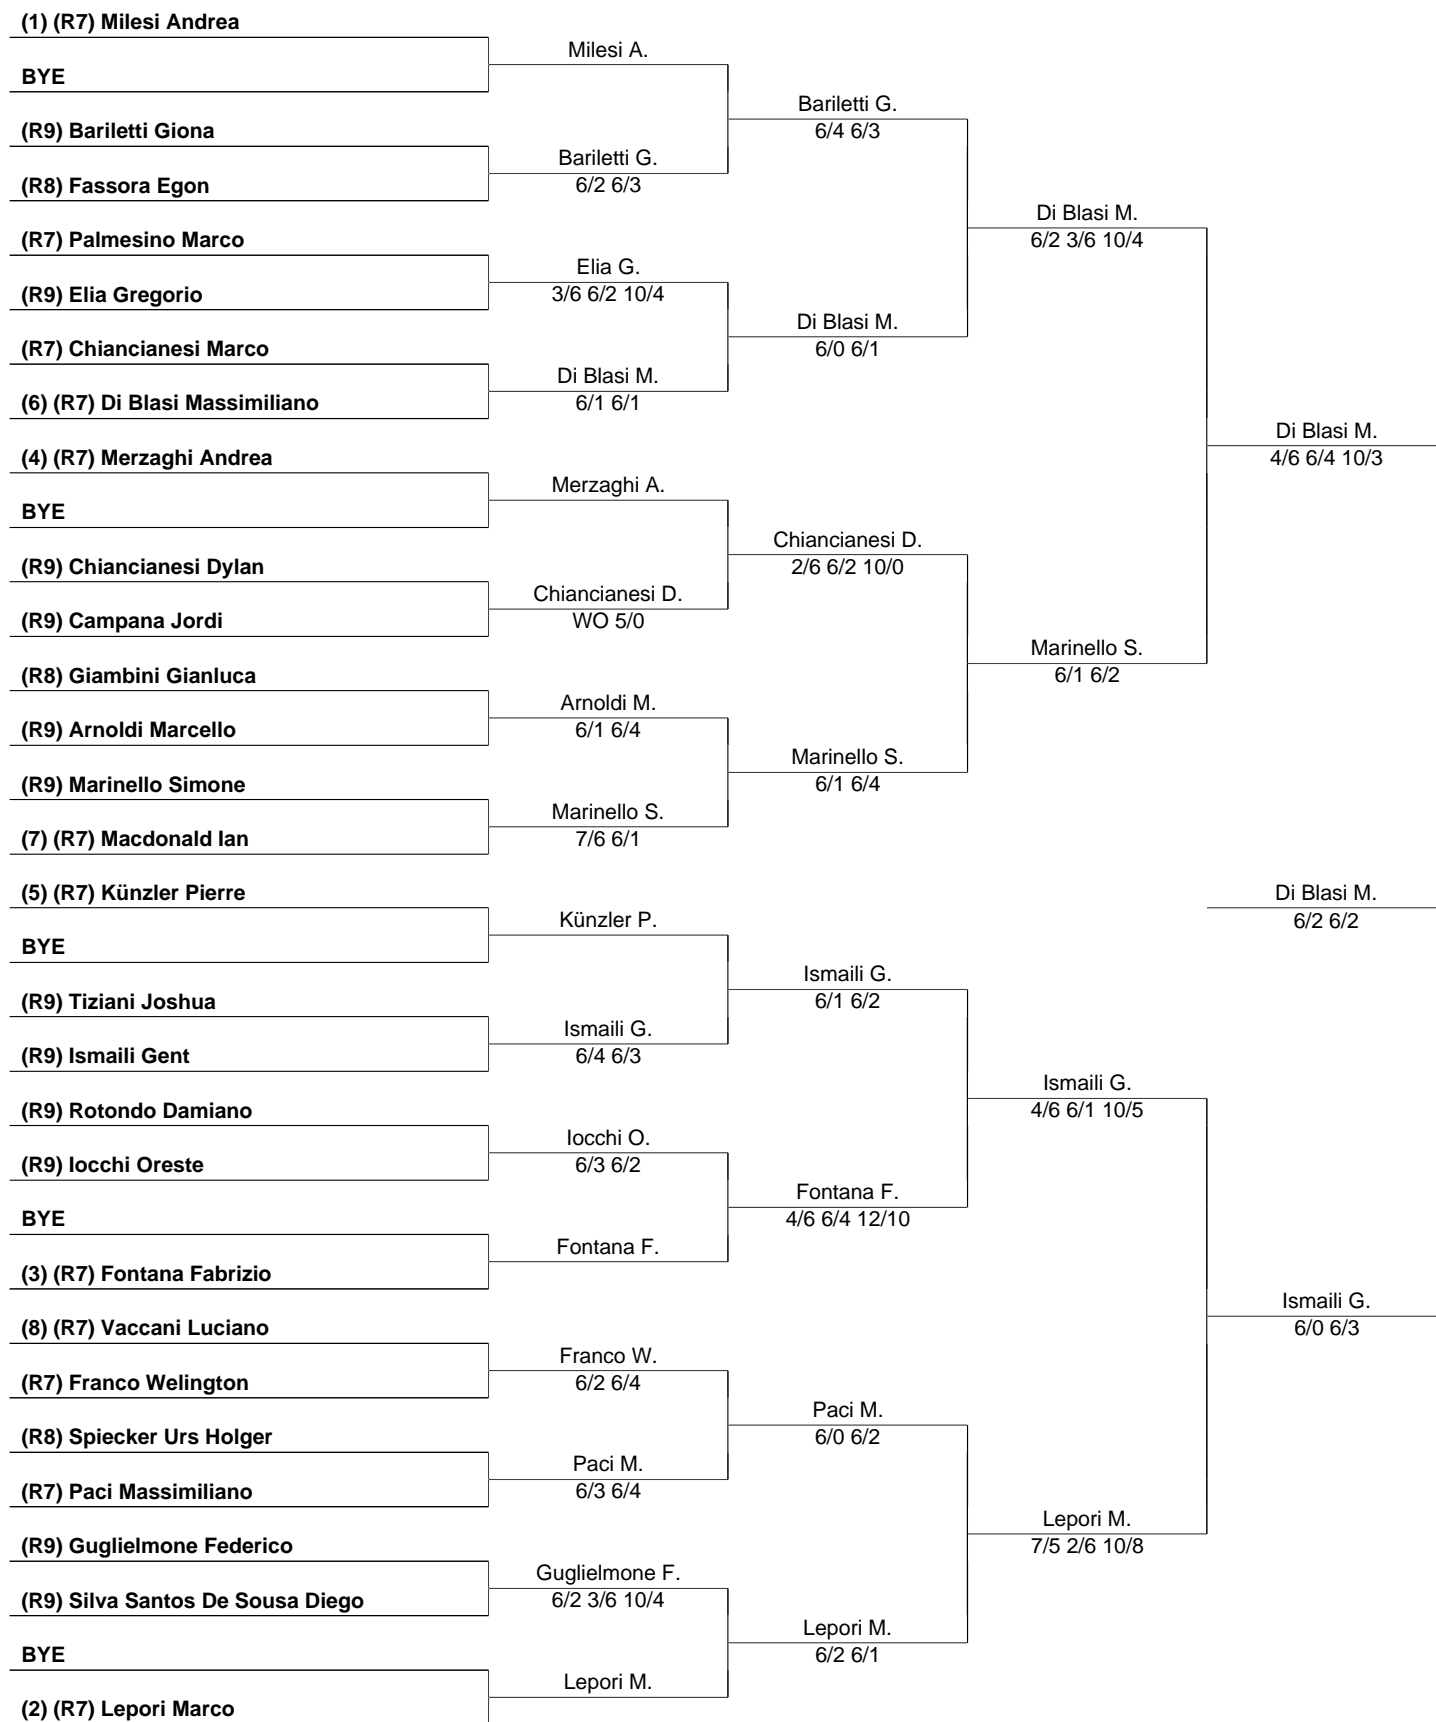 (1) (R7) Milesi Andrea
BYE
(R9) Bariletti Giona
(R8) Fassora Egon
(R7) Palmesino Marco
(R9) Elia Gregorio
(R7) Chiancianesi Marco
(6) (R7) Di Blasi Massimiliano
(4) (R7) Merzaghi Andrea
BYE
(R9) Chiancianesi Dylan
(R9) Campana Jordi
(R8) Giambini Gianluca
(R9) Arnoldi Marcello
(R9) Marinello Simone
(7) (R7) Macdonald Ian
(5) (R7) Künzler Pierre
BYE
(R9) Tiziani Joshua
(R9) Ismaili Gent
(R9) Rotondo Damiano
(R9) Iocchi Oreste
BYE
(3) (R7) Fontana Fabrizio
(8) (R7) Vaccani Luciano
(R7) Franco Welington
(R8) Spiecker Urs Holger
(R7) Paci Massimiliano
(R9) Guglielmone Federico
(R9) Silva Santos De Sousa Diego
BYE
(2) (R7) Lepori Marco
Milesi A.
Bariletti G.
6/2 6/3
Elia G.
3/6 6/2 10/4
Di Blasi M.
6/1 6/1
Merzaghi A.
Chiancianesi D.
WO 5/0
Arnoldi M.
6/1 6/4
Marinello S.
7/6 6/1
Künzler P.
Ismaili G.
6/4 6/3
Iocchi O.
6/3 6/2
Fontana F.
Franco W.
6/2 6/4
Paci M.
6/3 6/4
Guglielmone F.
6/2 3/6 10/4
Lepori M.
Bariletti G.
6/4 6/3
Di Blasi M.
6/0 6/1
Chiancianesi D.
2/6 6/2 10/0
Marinello S.
6/1 6/4
Ismaili G.
6/1 6/2
Fontana F.
4/6 6/4 12/10
Paci M.
6/0 6/2
Lepori M.
6/2 6/1
Di Blasi M.
6/2 3/6 10/4
Marinello S.
6/1 6/2
Ismaili G.
4/6 6/1 10/5
Lepori M.
7/5 2/6 10/8
Di Blasi M.
4/6 6/4 10/3
Di Blasi M.
6/2 6/2
Ismaili G.
6/0 6/3